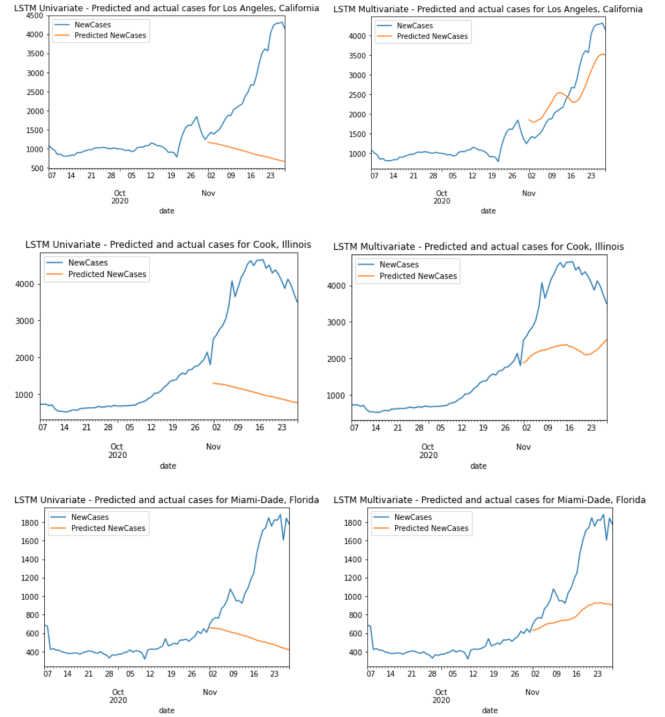 LSTM Univariate - Predicted and actual cases for Los Angeles, California
NewCases
Predicted NewCases
4500
4000
3500
3000
2500
2000
1500
1000
500
07 14 21 28 05 12 19 26 02 09 16 23
Oct Nov
2020
date
LSTM Multivariate - Predicted and actual cases for Los Angeles, California
NewCases
Predicted NewCases
4500
4000
3500
3000
2500
2000
1500
1000
07 14 21 28 05 12 19 26 02 09 16 23
Oct Nov
2020
date
LSTM Univariate - Predicted and actual cases for Cook, Illinois
NewCases
Predicted NewCases
4000
3000
2000
1000
07 14 21 28 05 12 19 26 02 09 16 23
Oct Nov
2020
date
LSTM Multivariate - Predicted and actual cases for Cook, Illinois
NewCases
Predicted NewCases
4000
3000
2000
1000
07 14 21 28 05 12 19 26 02 09 16 23
Oct Nov
2020
date
LSTM Univariate - Predicted and actual cases for Miami-Dade, Florida
NewCases
Predicted NewCases
1800
1600
1400
1200
1000
800
600
400
07 14 21 28 05 12 19 26 02 09 16 23
Oct Nov
2020
date
LSTM Multivariate - Predicted and actual cases for Miami-Dade, Florida
NewCases
Predicted NewCases
1800
1600
1400
1200
1000
800
600
400
07 14 21 28 05 12 19 26 02 09 16 23
Oct Nov
2020
date